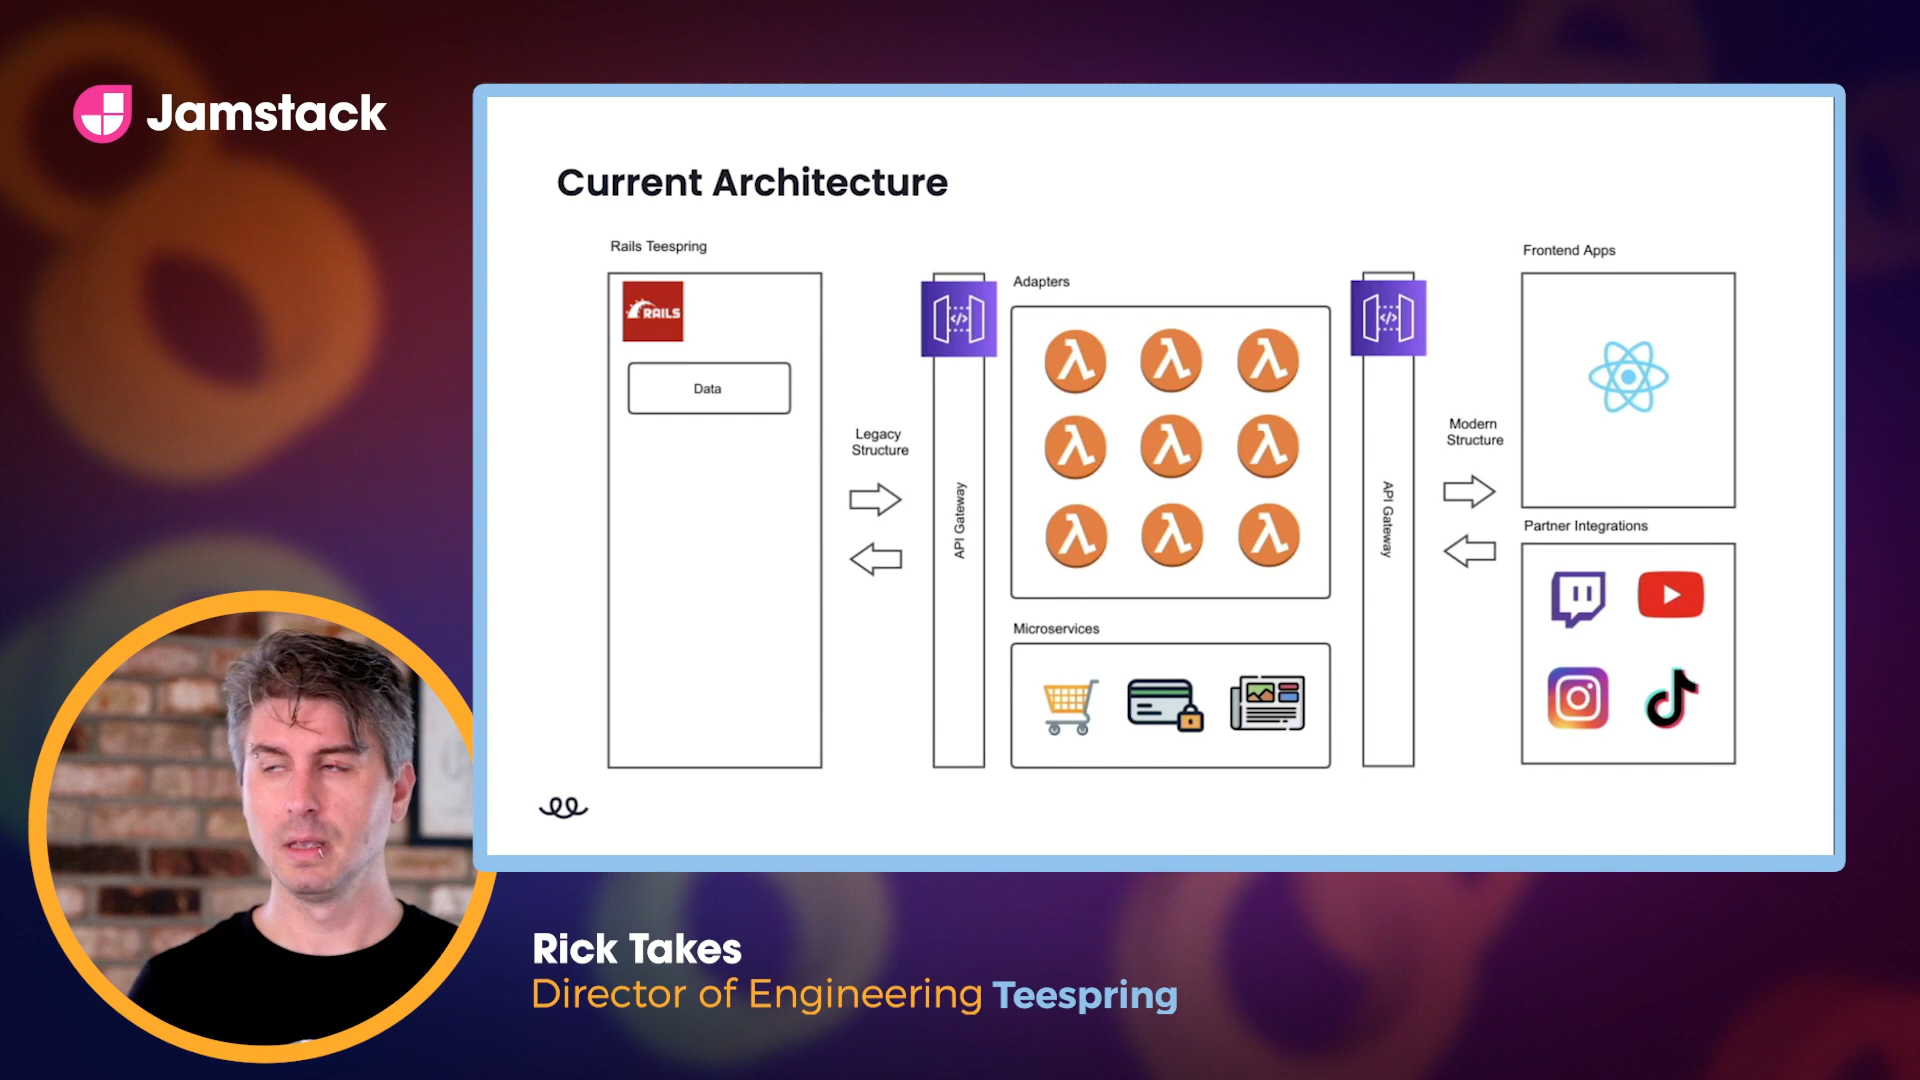 Jamstack
Current Architecture
Rails Teespring
RAILS
Data
Legacy
Structure
API Gateway
Adapters
Microservices
API Gateway
Modern
Structure
Frontend Apps
Partner Integrations
Rick Takes
Director of Engineering Teespring